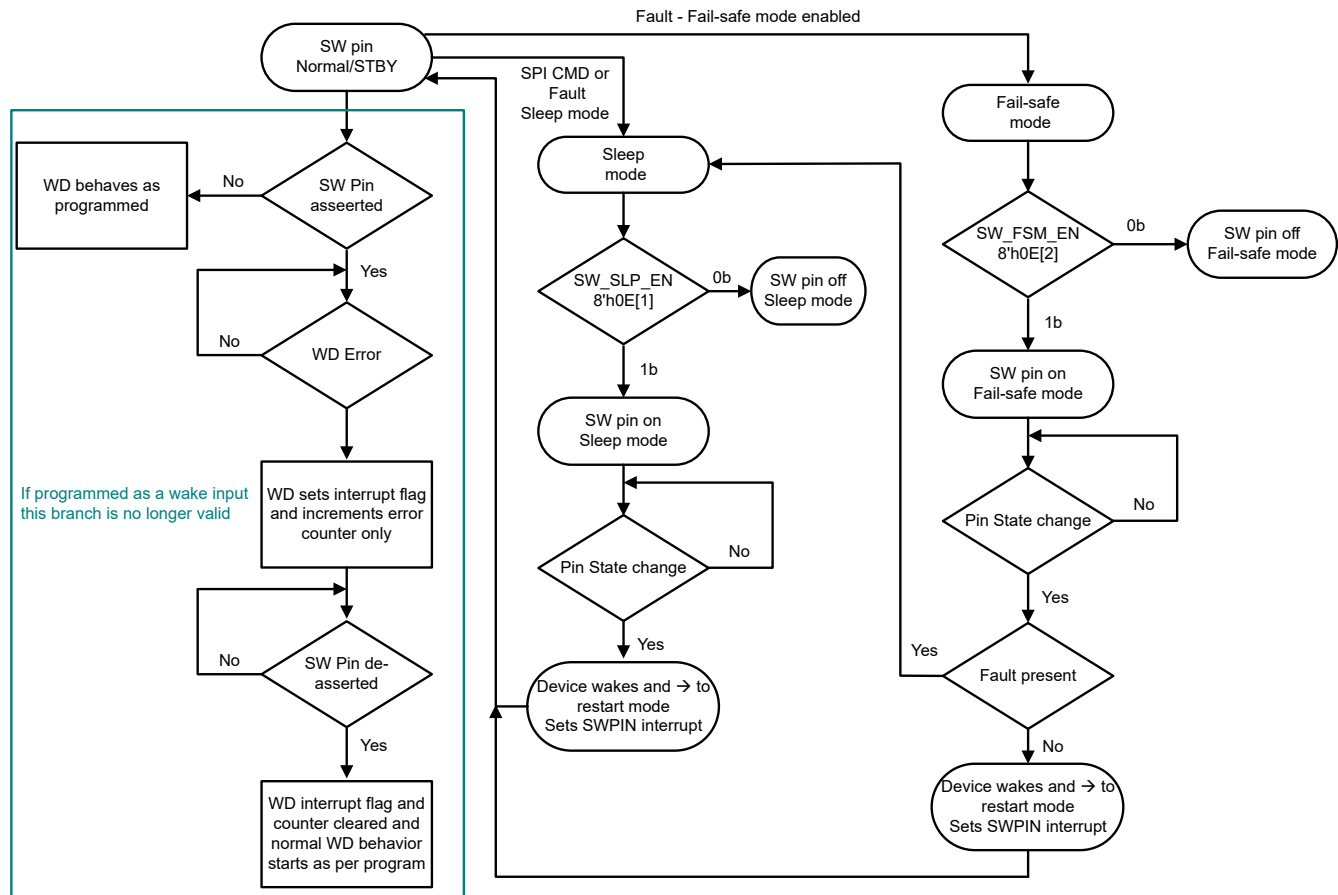 Fault - Fail-safe mode enabled
SW pin
Normal/STBY
SPI CMD or
Fault
Sleep mode
Fail-safe
mode
SW Pin
asseerted
No
WD behaves as
programmed
Yes
WD Error
No
If programmed as a wake input
this branch is no longer valid
WD sets interrupt flag
and increments error
counter only
SW Pin de-
asserted
No
Yes
WD interrupt flag and
counter cleared and
normal WD behavior
starts as per program
Sleep
mode
SW_SLP_EN
8'h0E[1]
0b
SW pin off
Sleep mode
1b
SW pin on
Sleep mode
Pin State change
No
Yes
Device wakes and → to
restart mode
Sets SWPIN interrupt
SW_FSM_EN
8'h0E[2]
0b
SW pin off
Fail-safe mode
1b
SW pin on
Fail-safe mode
Pin State change
No
Yes
Fault present
Yes
No
Device wakes and → to
restart mode
Sets SWPIN interrupt